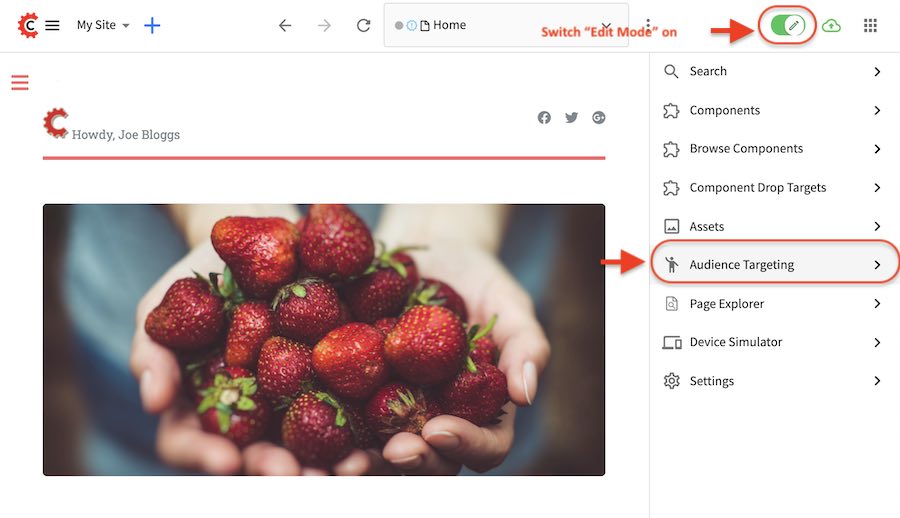 My Site
Home
Switch “Edit Mode” on
Howdy, Joe Bloggs
Search
Components
Browse Components
Component Drop Targets
Assets
Audience Targeting
Page Explorer
Device Simulator
Settings